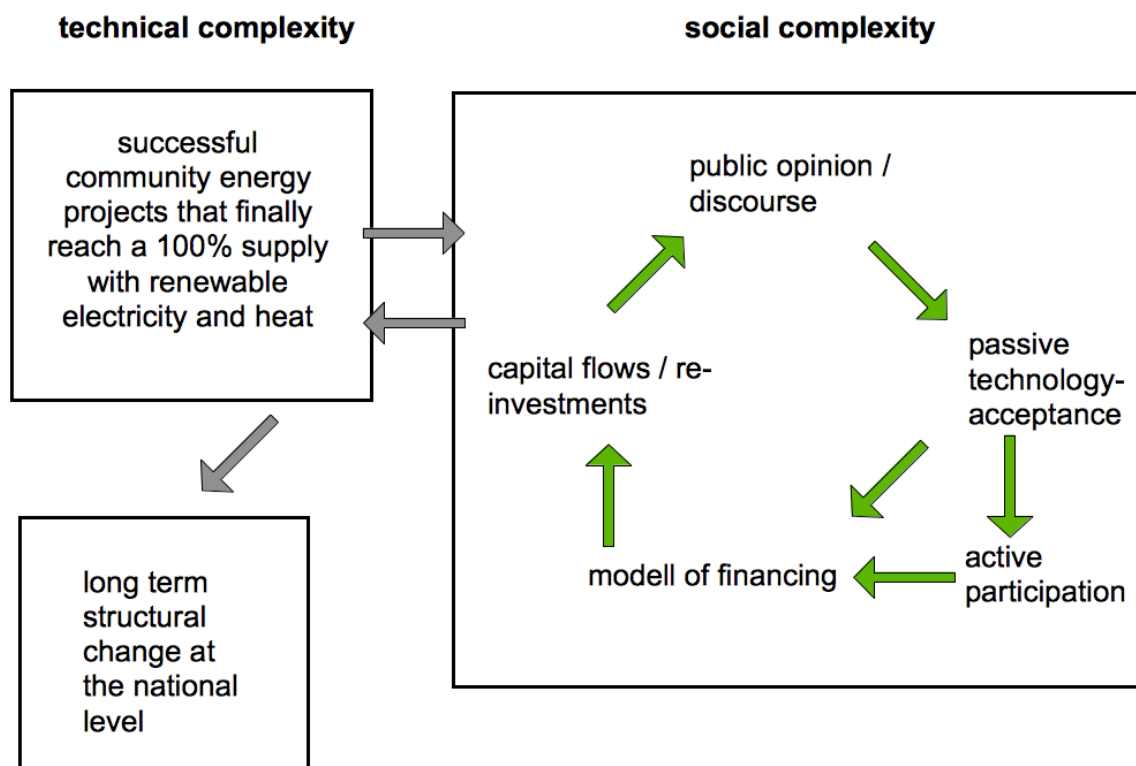 technical complexity
social complexity
successful
community energy
projects that finally
reach a 100% supply
with renewable
electricity and heat
public opinion /
discourse
passive
technology-
acceptance
capital flows / re-
investments
modell of financing
active
participation
long term
structural
change at
the national
level